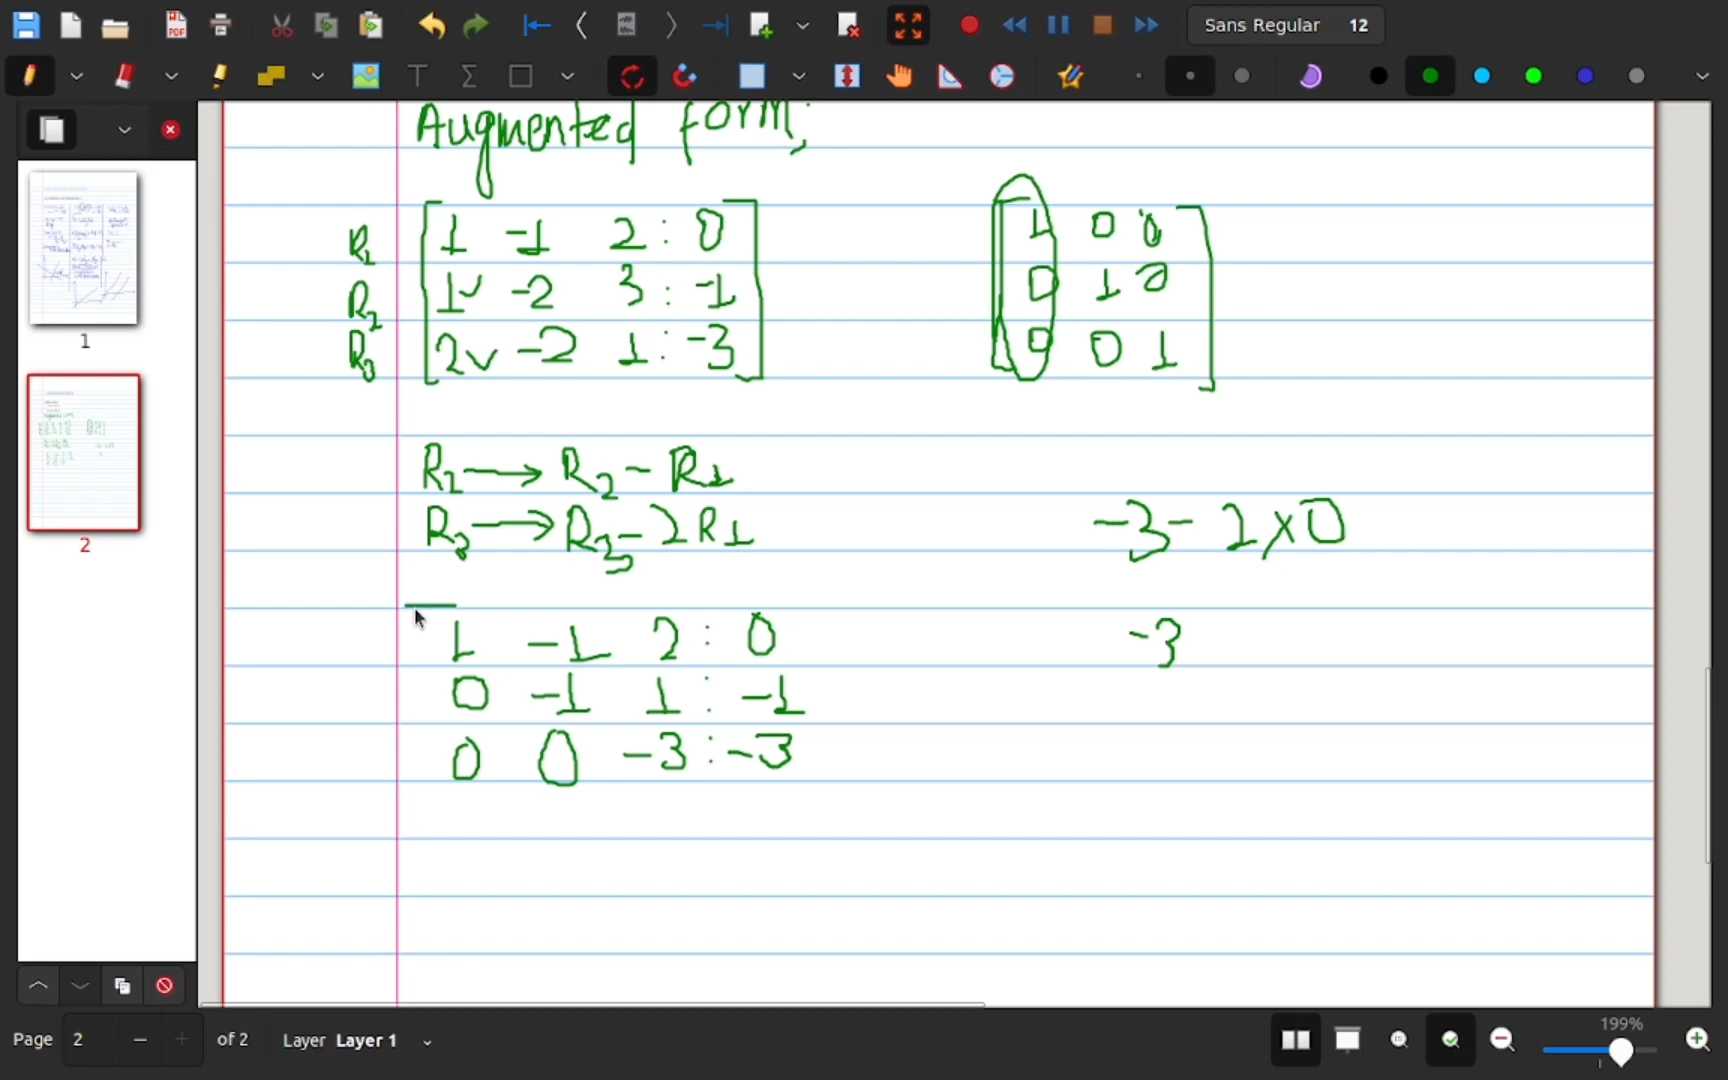 Sans Regular 12
Augmented form;
R1 1 -1 2 : 0
R2 1 -2 3 : -1
R3 2 -2 1 : -3
1 0 0
0 1 0
0 0 1
R2 → R2 - R1
R3 → R3 - 2R1
-3 - 2 × 0
1 -1 2 : 0
0 -1 1 : -1
0 0 -3 : -3
-3
1
2
Page 2 of 2 Layer Layer 1 199%